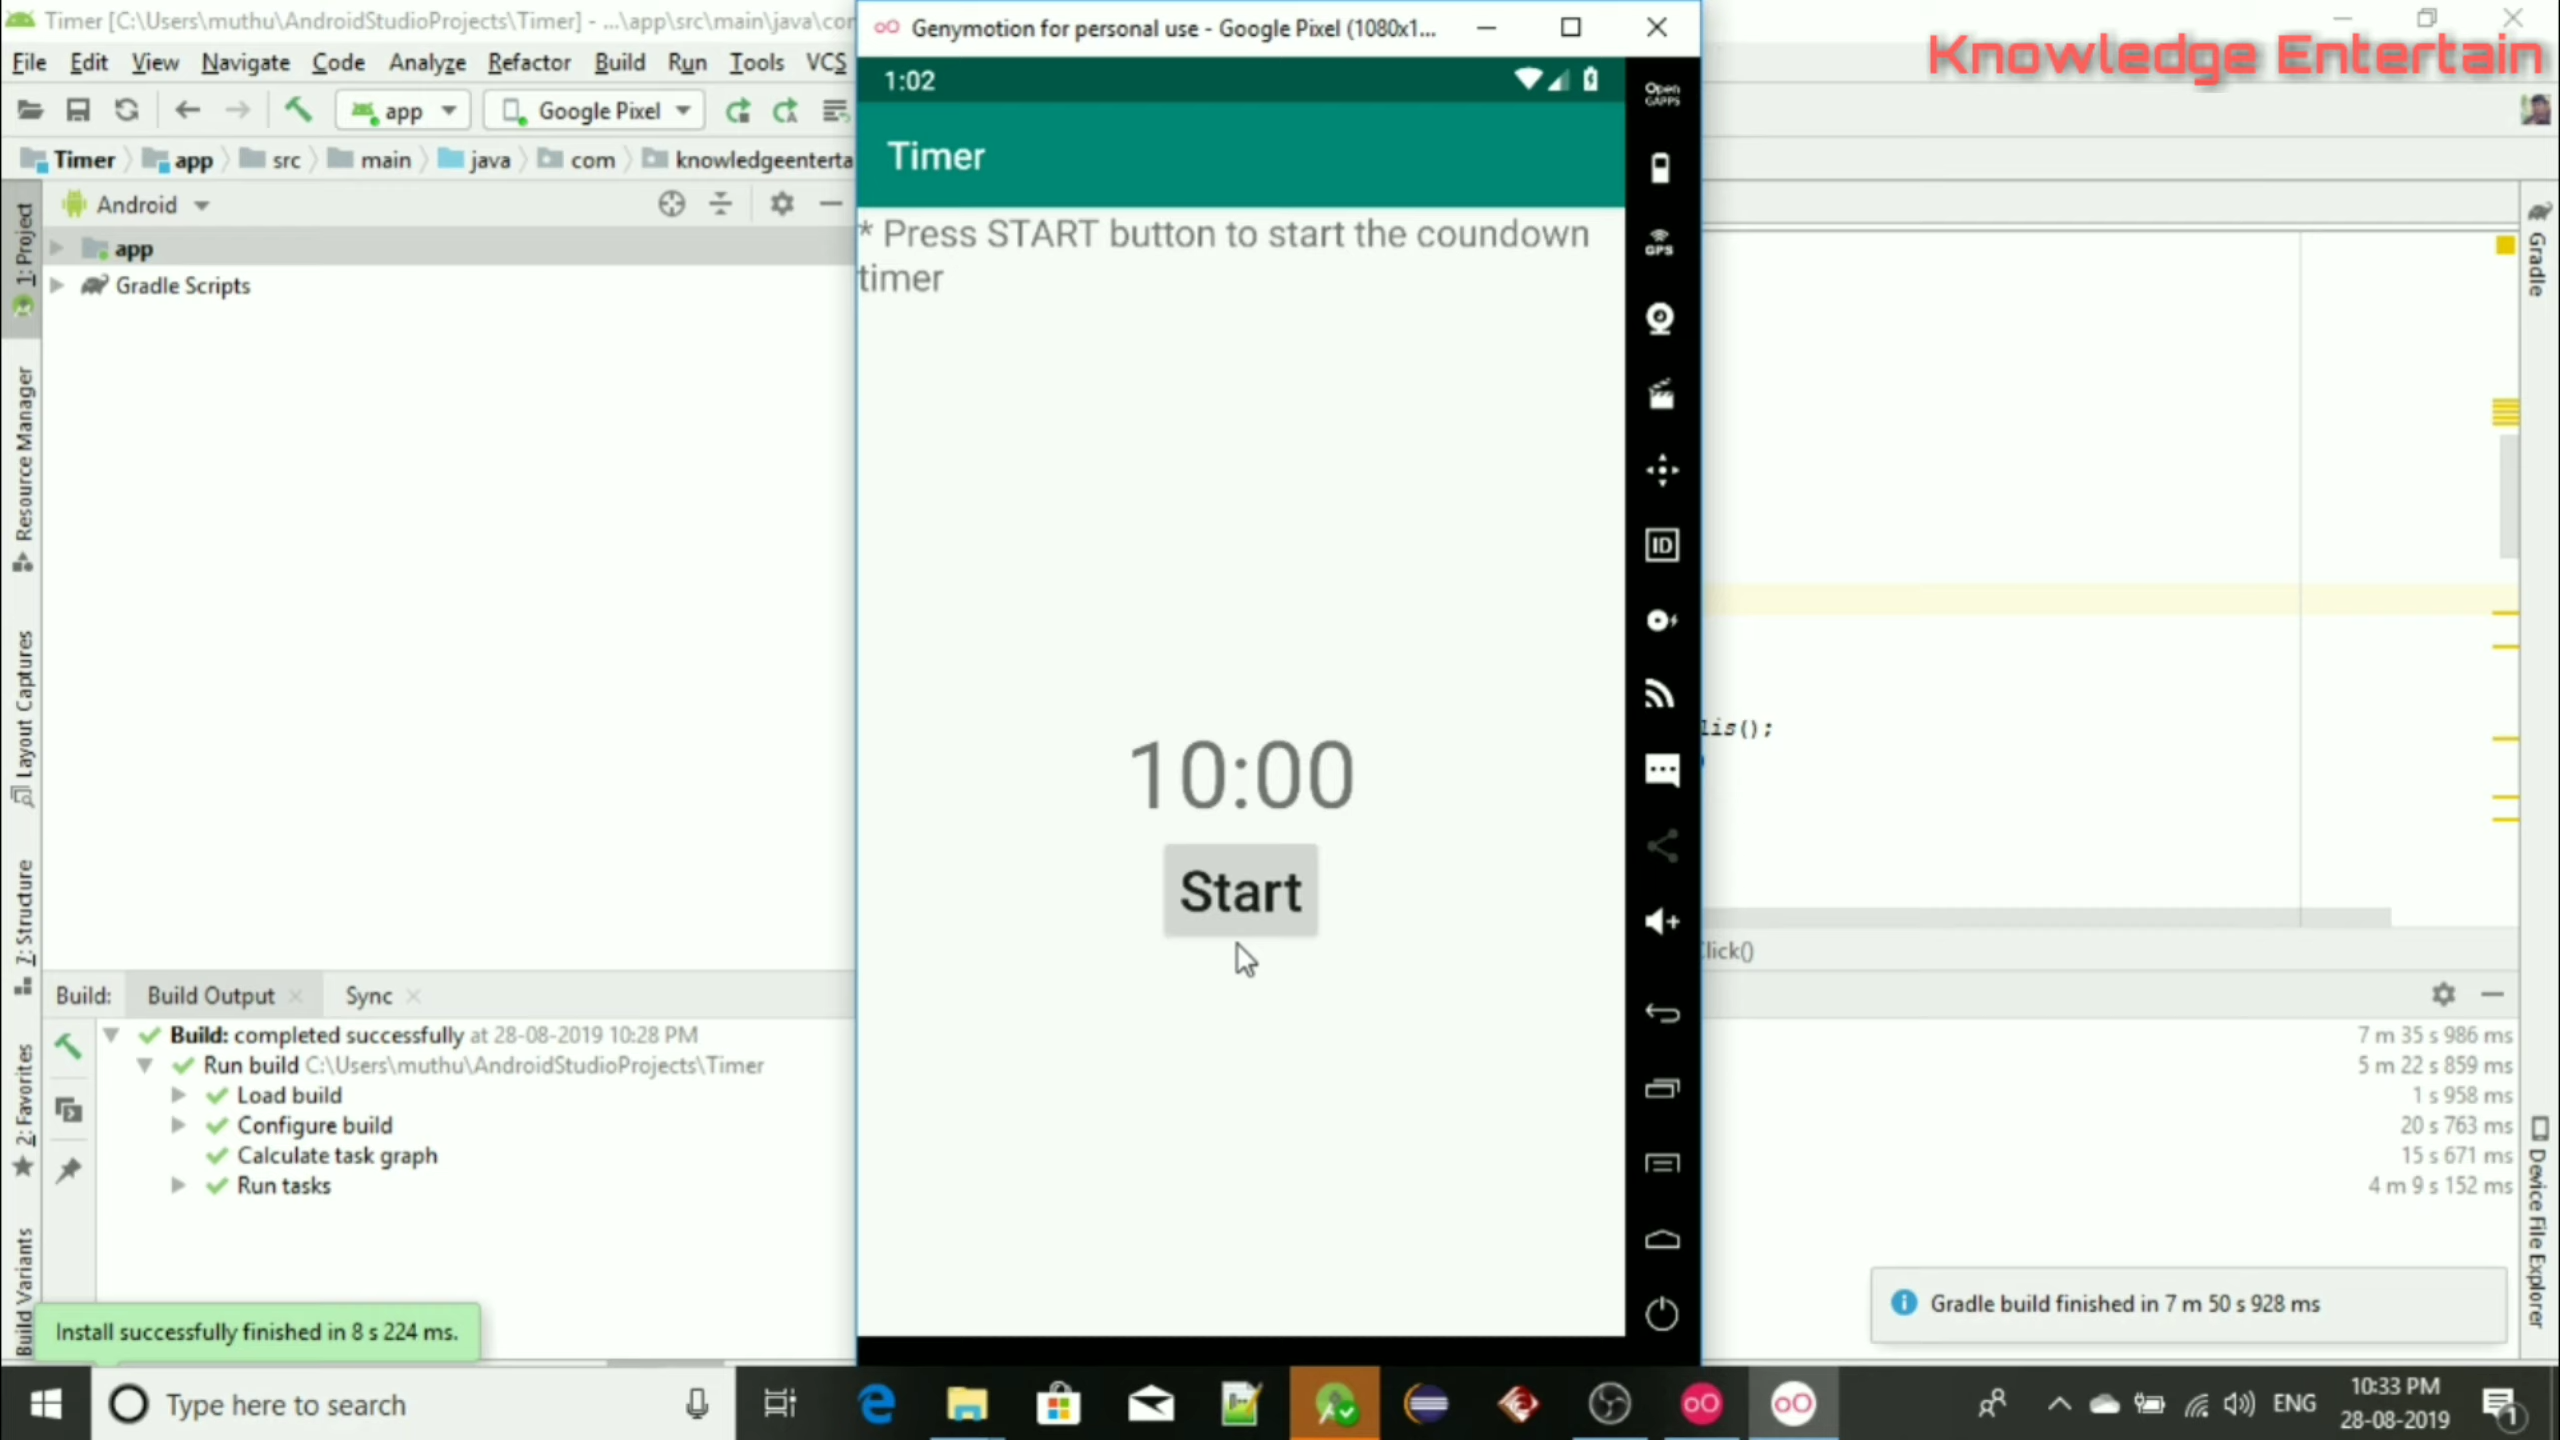 Timer [C:\Users\muthu\AndroidStudioProjects\Timer] - ...\app\src\main\java\cor
Genymotion for personal use - Google Pixel (1080x1...
Knowledge Entertain
File Edit View Navigate Code Analyze Refactor Build Run Tools VCS
1:02
Open GAPPS
app
Google Pixel
Timer app src main java com knowledgeenterta
Timer
Android
1: Project
app
* Press START button to start the coundown
timer
GPS
Gradle
Gradle Scripts
Resource Manager
ID
Layout Captures
lis();
10:00
Start
7: Structure
lick()
Build: Build Output Sync
Build: completed successfully at 28-08-2019 10:28 PM 7 m 35 s 986 ms
Run build C:\Users\muthu\AndroidStudioProjects\Timer 5 m 22 s 859 ms
Load build 1 s 958 ms
Configure build 20 s 763 ms
Calculate task graph 15 s 671 ms
Run tasks 4 m 9 s 152 ms
2: Favorites
Device File Explorer
Build Variants
Gradle build finished in 7 m 50 s 928 ms
Install successfully finished in 8 s 224 ms.
Type here to search
ENG
10:33 PM
28-08-2019
1